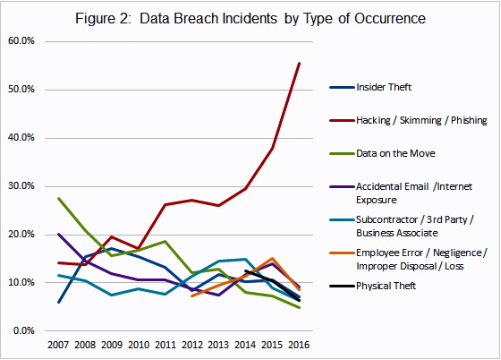 Figure 2: Data Breach Incidents by Type of Occurrence
60.0%
50.0%
40.0%
30.0%
20.0%
10.0%
0.0%
2007 2008 2009 2010 2011 2012 2013 2014 2015 2016
Insider Theft
Hacking / Skimming / Phishing
Data on the Move
Accidental Email /Internet
Exposure
Subcontractor / 3rd Party /
Business Associate
Employee Error / Negligence /
Improper Disposal / Loss
Physical Theft